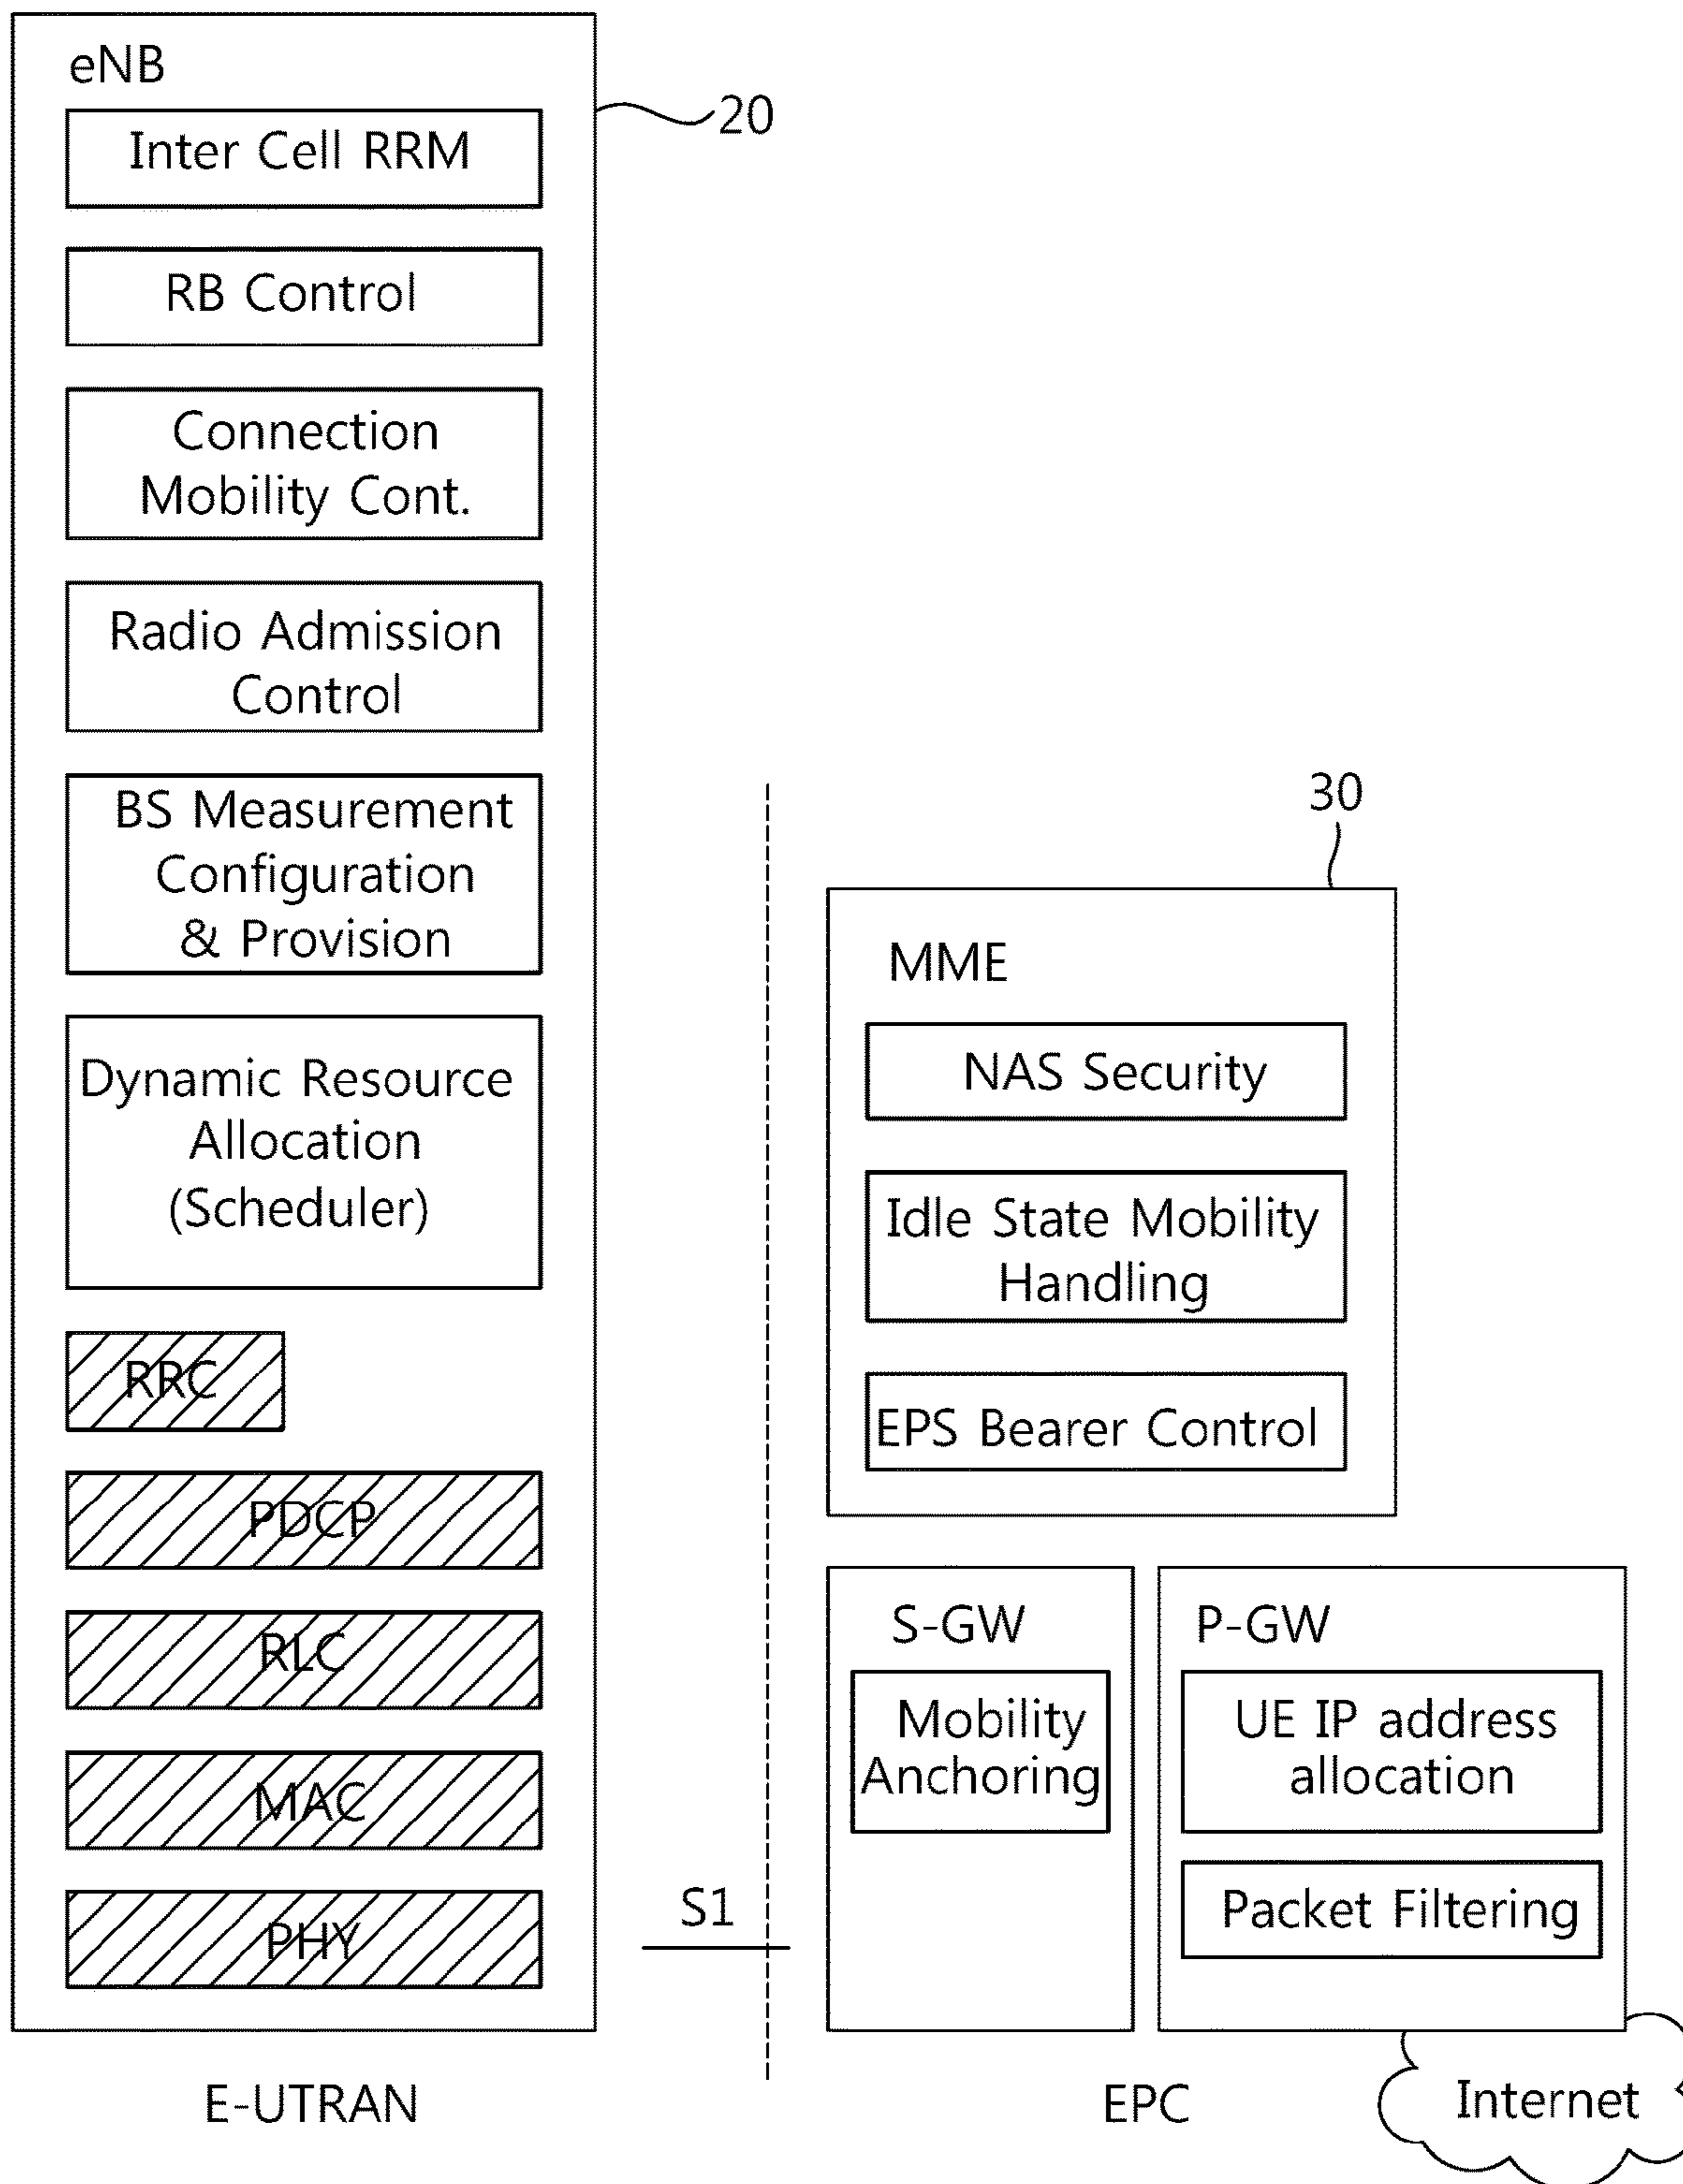 eNB
20
Inter Cell RRM
RB Control
Connection
Mobility Cont.
Radio Admission
Control
BS Measurement
Configuration
& Provision
Dynamic Resource
Allocation
(Scheduler)
RRC
PDCP
RLC
MAC
PHY
E-UTRAN
S1
30
MME
NAS Security
Idle State Mobility
Handling
EPS Bearer Control
S-GW
Mobility
Anchoring
P-GW
UE IP address
allocation
Packet Filtering
EPC
Internet